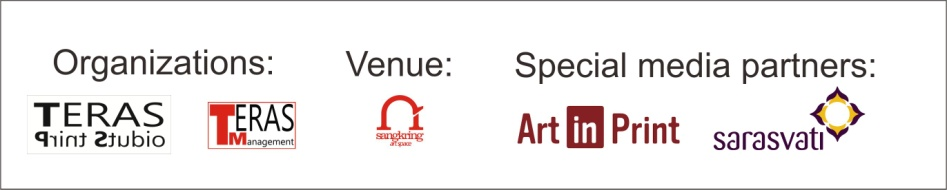 Organizations:
TERAS
Print Studio
TERAS
Management
Venue:
sangkring
art space
Special media partners:
Art in Print
sarasvati